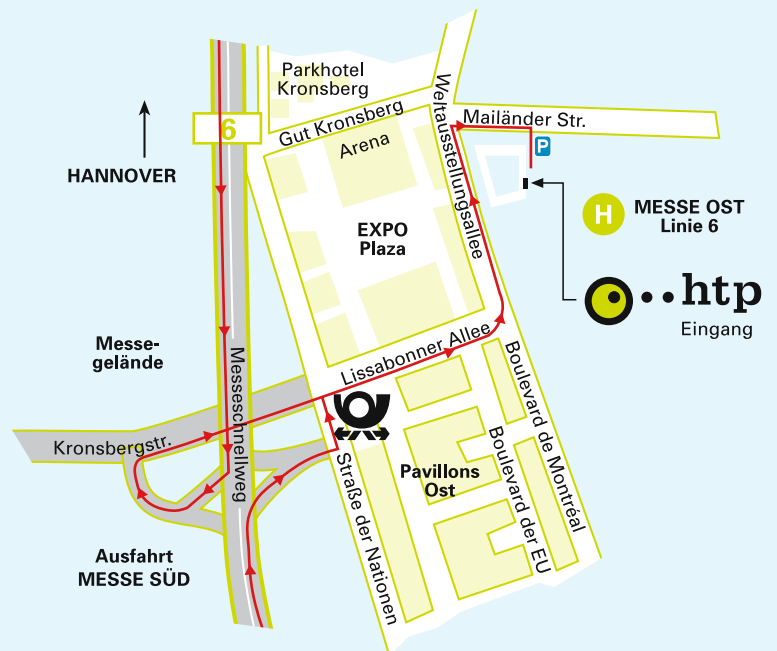 Parkhotel
Kronsberg
Gut Kronsberg
Arena
Weltausstellungsallee
Mailänder Str.
P
6
HANNOVER
H
MESSE OST
Linie 6
EXPO
Plaza
htp
Eingang
Messe-
gelände
Messeschnellweg
Lissabonner Allee
Kronsbergstr.
Boulevard de Montréal
Boulevard der EU
Pavillons
Ost
Straße der Nationen
Ausfahrt
MESSE SÜD